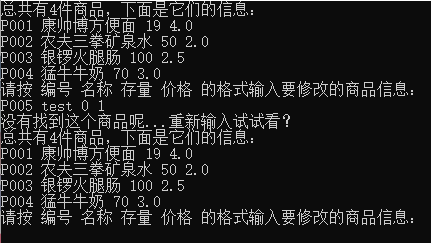 总共有4件商品，下面是它们的信息：
P001 康帅博方便面 19 4.0
P002 农夫三拳矿泉水 50 2.0
P003 银锣火腿肠 100 2.5
P004 猛牛牛奶 70 3.0
请按 编号 名称 存量 价格 的格式输入要修改的商品信息：
P005 test 0 1
没有找到这个商品呢...重新输入试试看？
总共有4件商品，下面是它们的信息：
P001 康帅博方便面 19 4.0
P002 农夫三拳矿泉水 50 2.0
P003 银锣火腿肠 100 2.5
P004 猛牛牛奶 70 3.0
请按 编号 名称 存量 价格 的格式输入要修改的商品信息：